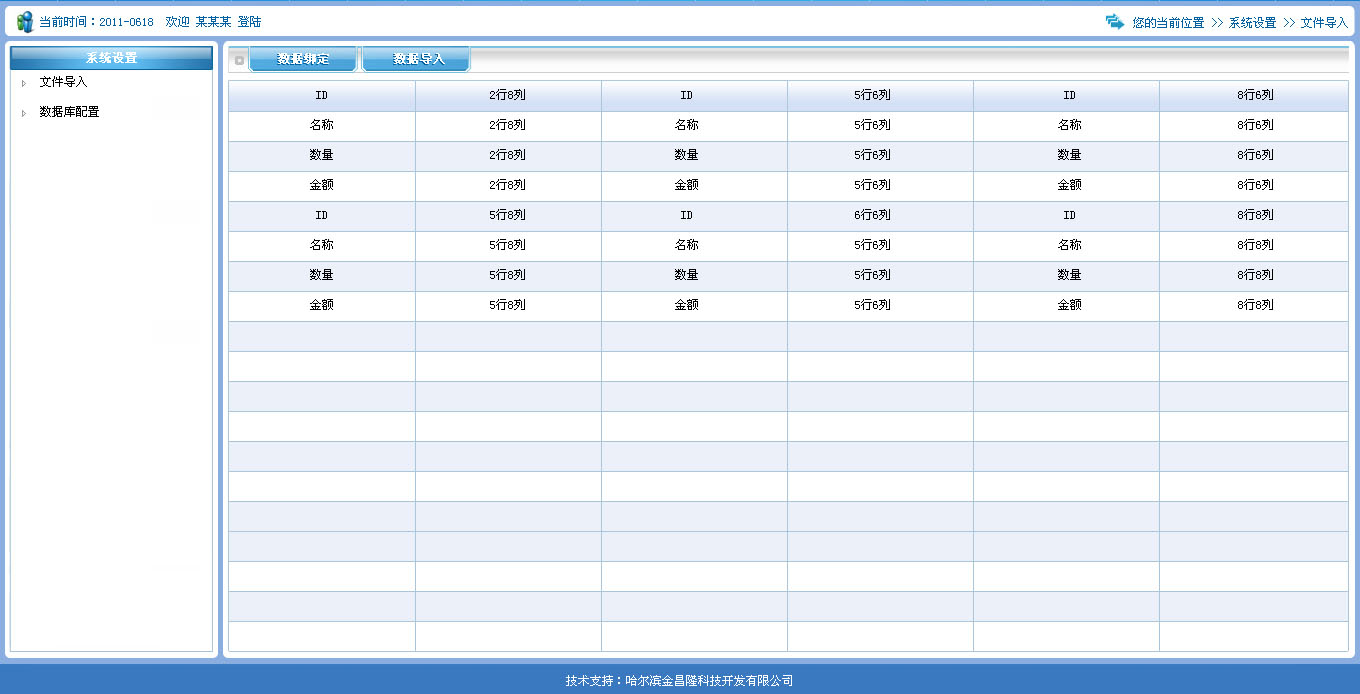 当前时间：2011-0618 欢迎 某某某 登陆 您的当前位置 >> 系统设置 >> 文件导入
系统设置
文件导入
数据库配置
数据绑定 数据导入
ID 2行8列 ID 5行6列 ID 8行6列
名称 2行8列 名称 5行6列 名称 8行6列
数量 2行8列 数量 5行6列 数量 8行6列
金额 2行8列 金额 5行6列 金额 8行6列
ID 5行8列 ID 6行6列 ID 8行8列
名称 5行8列 名称 5行6列 名称 8行8列
数量 5行8列 数量 5行6列 数量 8行8列
金额 5行8列 金额 5行6列 金额 8行8列
技术支持：哈尔滨金昌隆科技开发有限公司